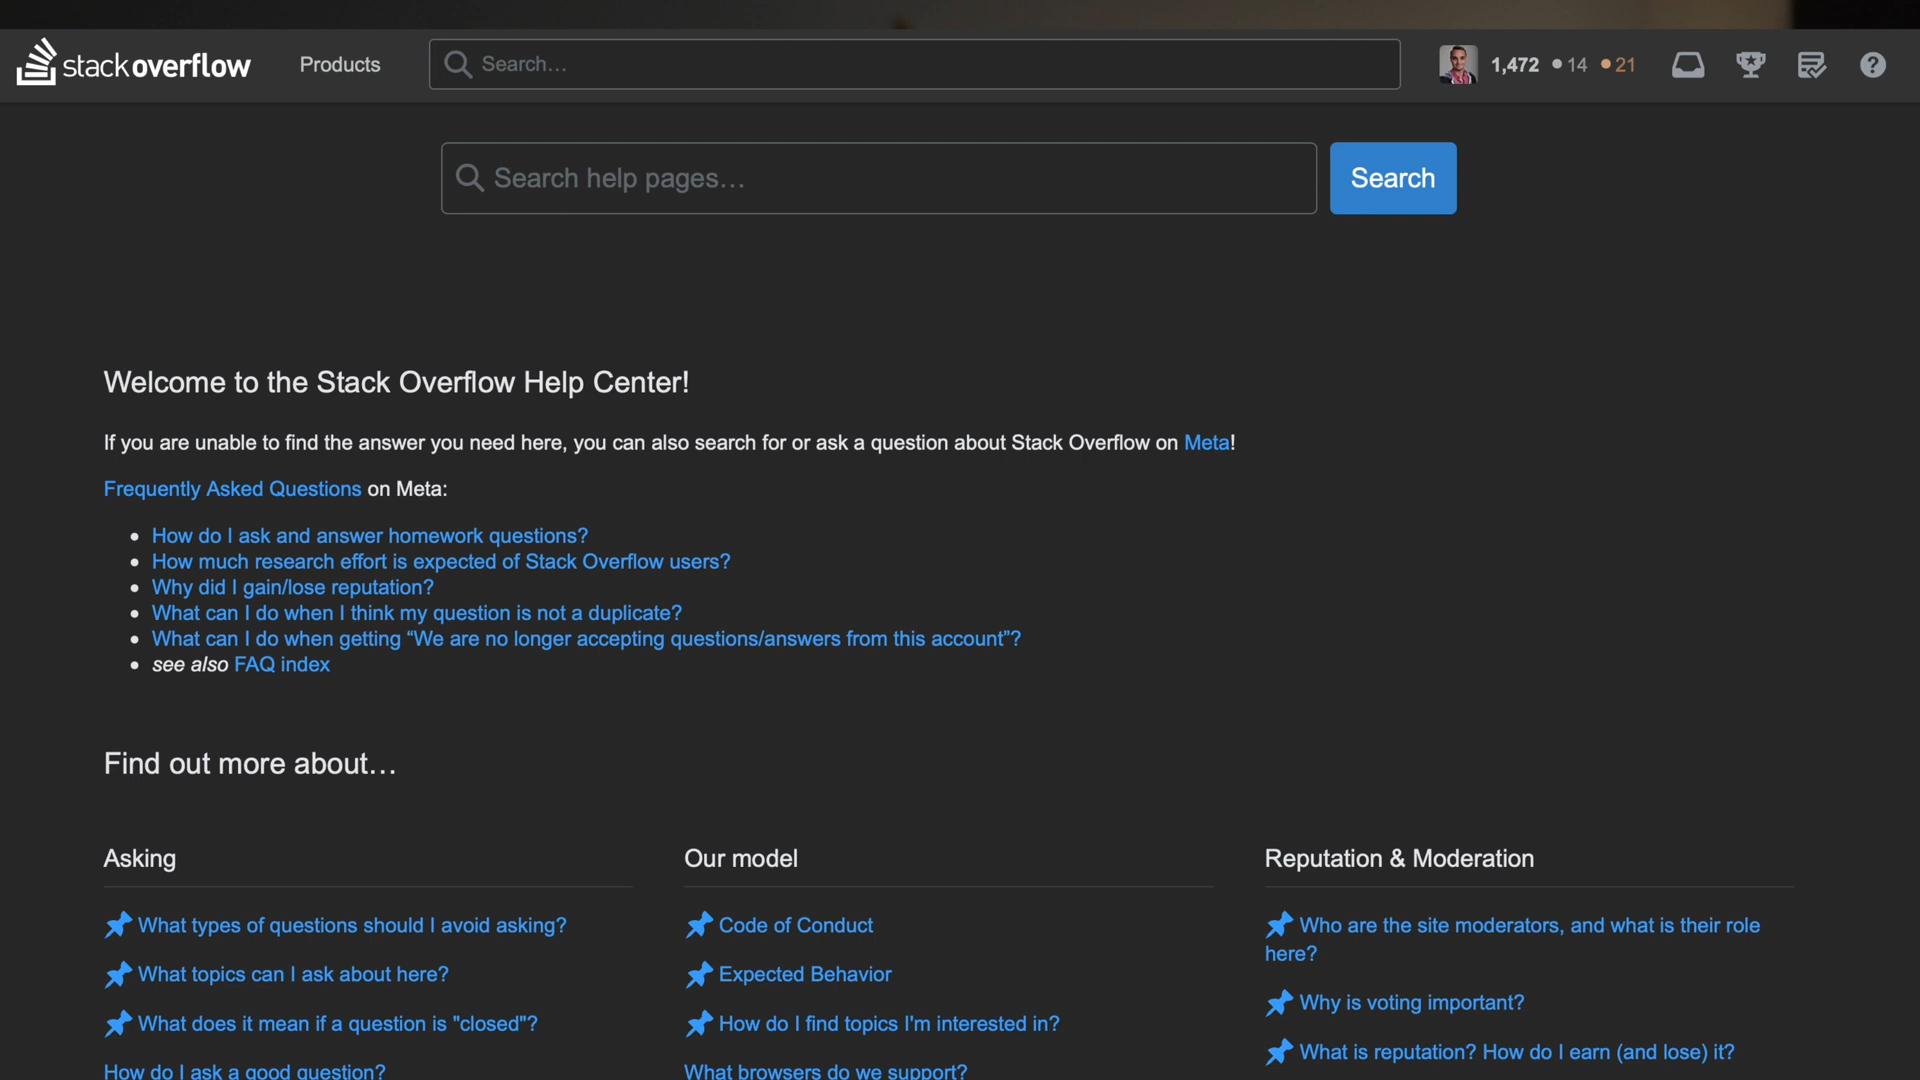 stackoverflow
Products
Search...
1,472 14 21
Search help pages...
Search
Welcome to the Stack Overflow Help Center!
If you are unable to find the answer you need here, you can also search for or ask a question about Stack Overflow on Meta!
Frequently Asked Questions on Meta:
How do I ask and answer homework questions?
How much research effort is expected of Stack Overflow users?
Why did I gain/lose reputation?
What can I do when I think my question is not a duplicate?
What can I do when getting “We are no longer accepting questions/answers from this account”?
see also FAQ index
Find out more about...
Asking
What types of questions should I avoid asking?
What topics can I ask about here?
What does it mean if a question is "closed"?
How do I ask a good question?
Our model
Code of Conduct
Expected Behavior
How do I find topics I'm interested in?
What browsers do we support?
Reputation & Moderation
Who are the site moderators, and what is their role
here?
Why is voting important?
What is reputation? How do I earn (and lose) it?